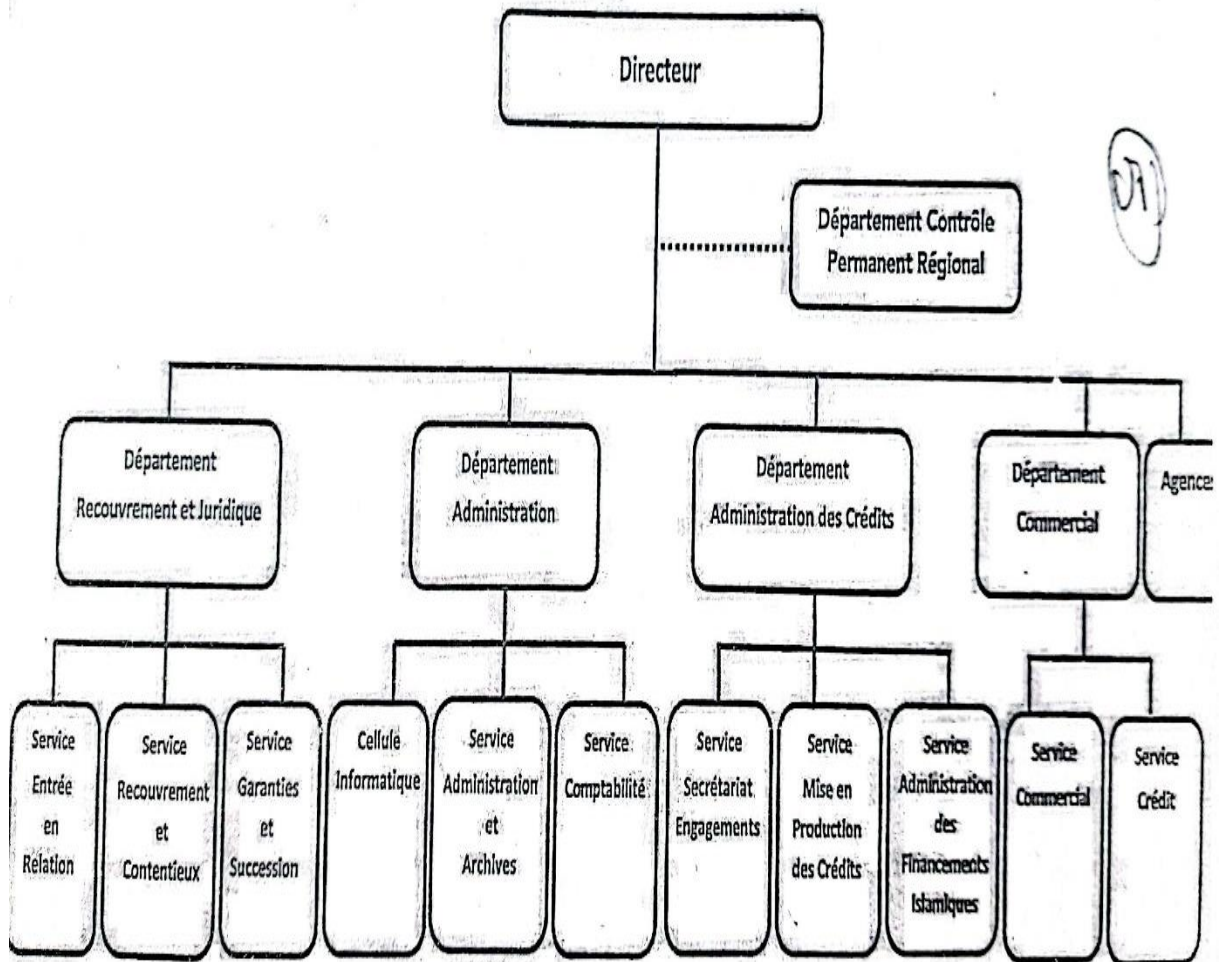 Directeur
Département Contrôle
Permanent Régional
Département
Recouvrement et Juridique
Département
Administration
Département
Administration des Crédits
Département
Commercial
Agences
Service
Entrée
en
Relation
Service
Recouvrement
et
Contentieux
Service
Garanties
et
Succession
Cellule
Informatique
Service
Administration
et
Archives
Service
Comptabilité
Service
Secrétariat
Engagements
Service
Mise en
Production
des Crédits
Service
Administration
des
Financements
Islamiques
Service
Commercial
Service
Crédit